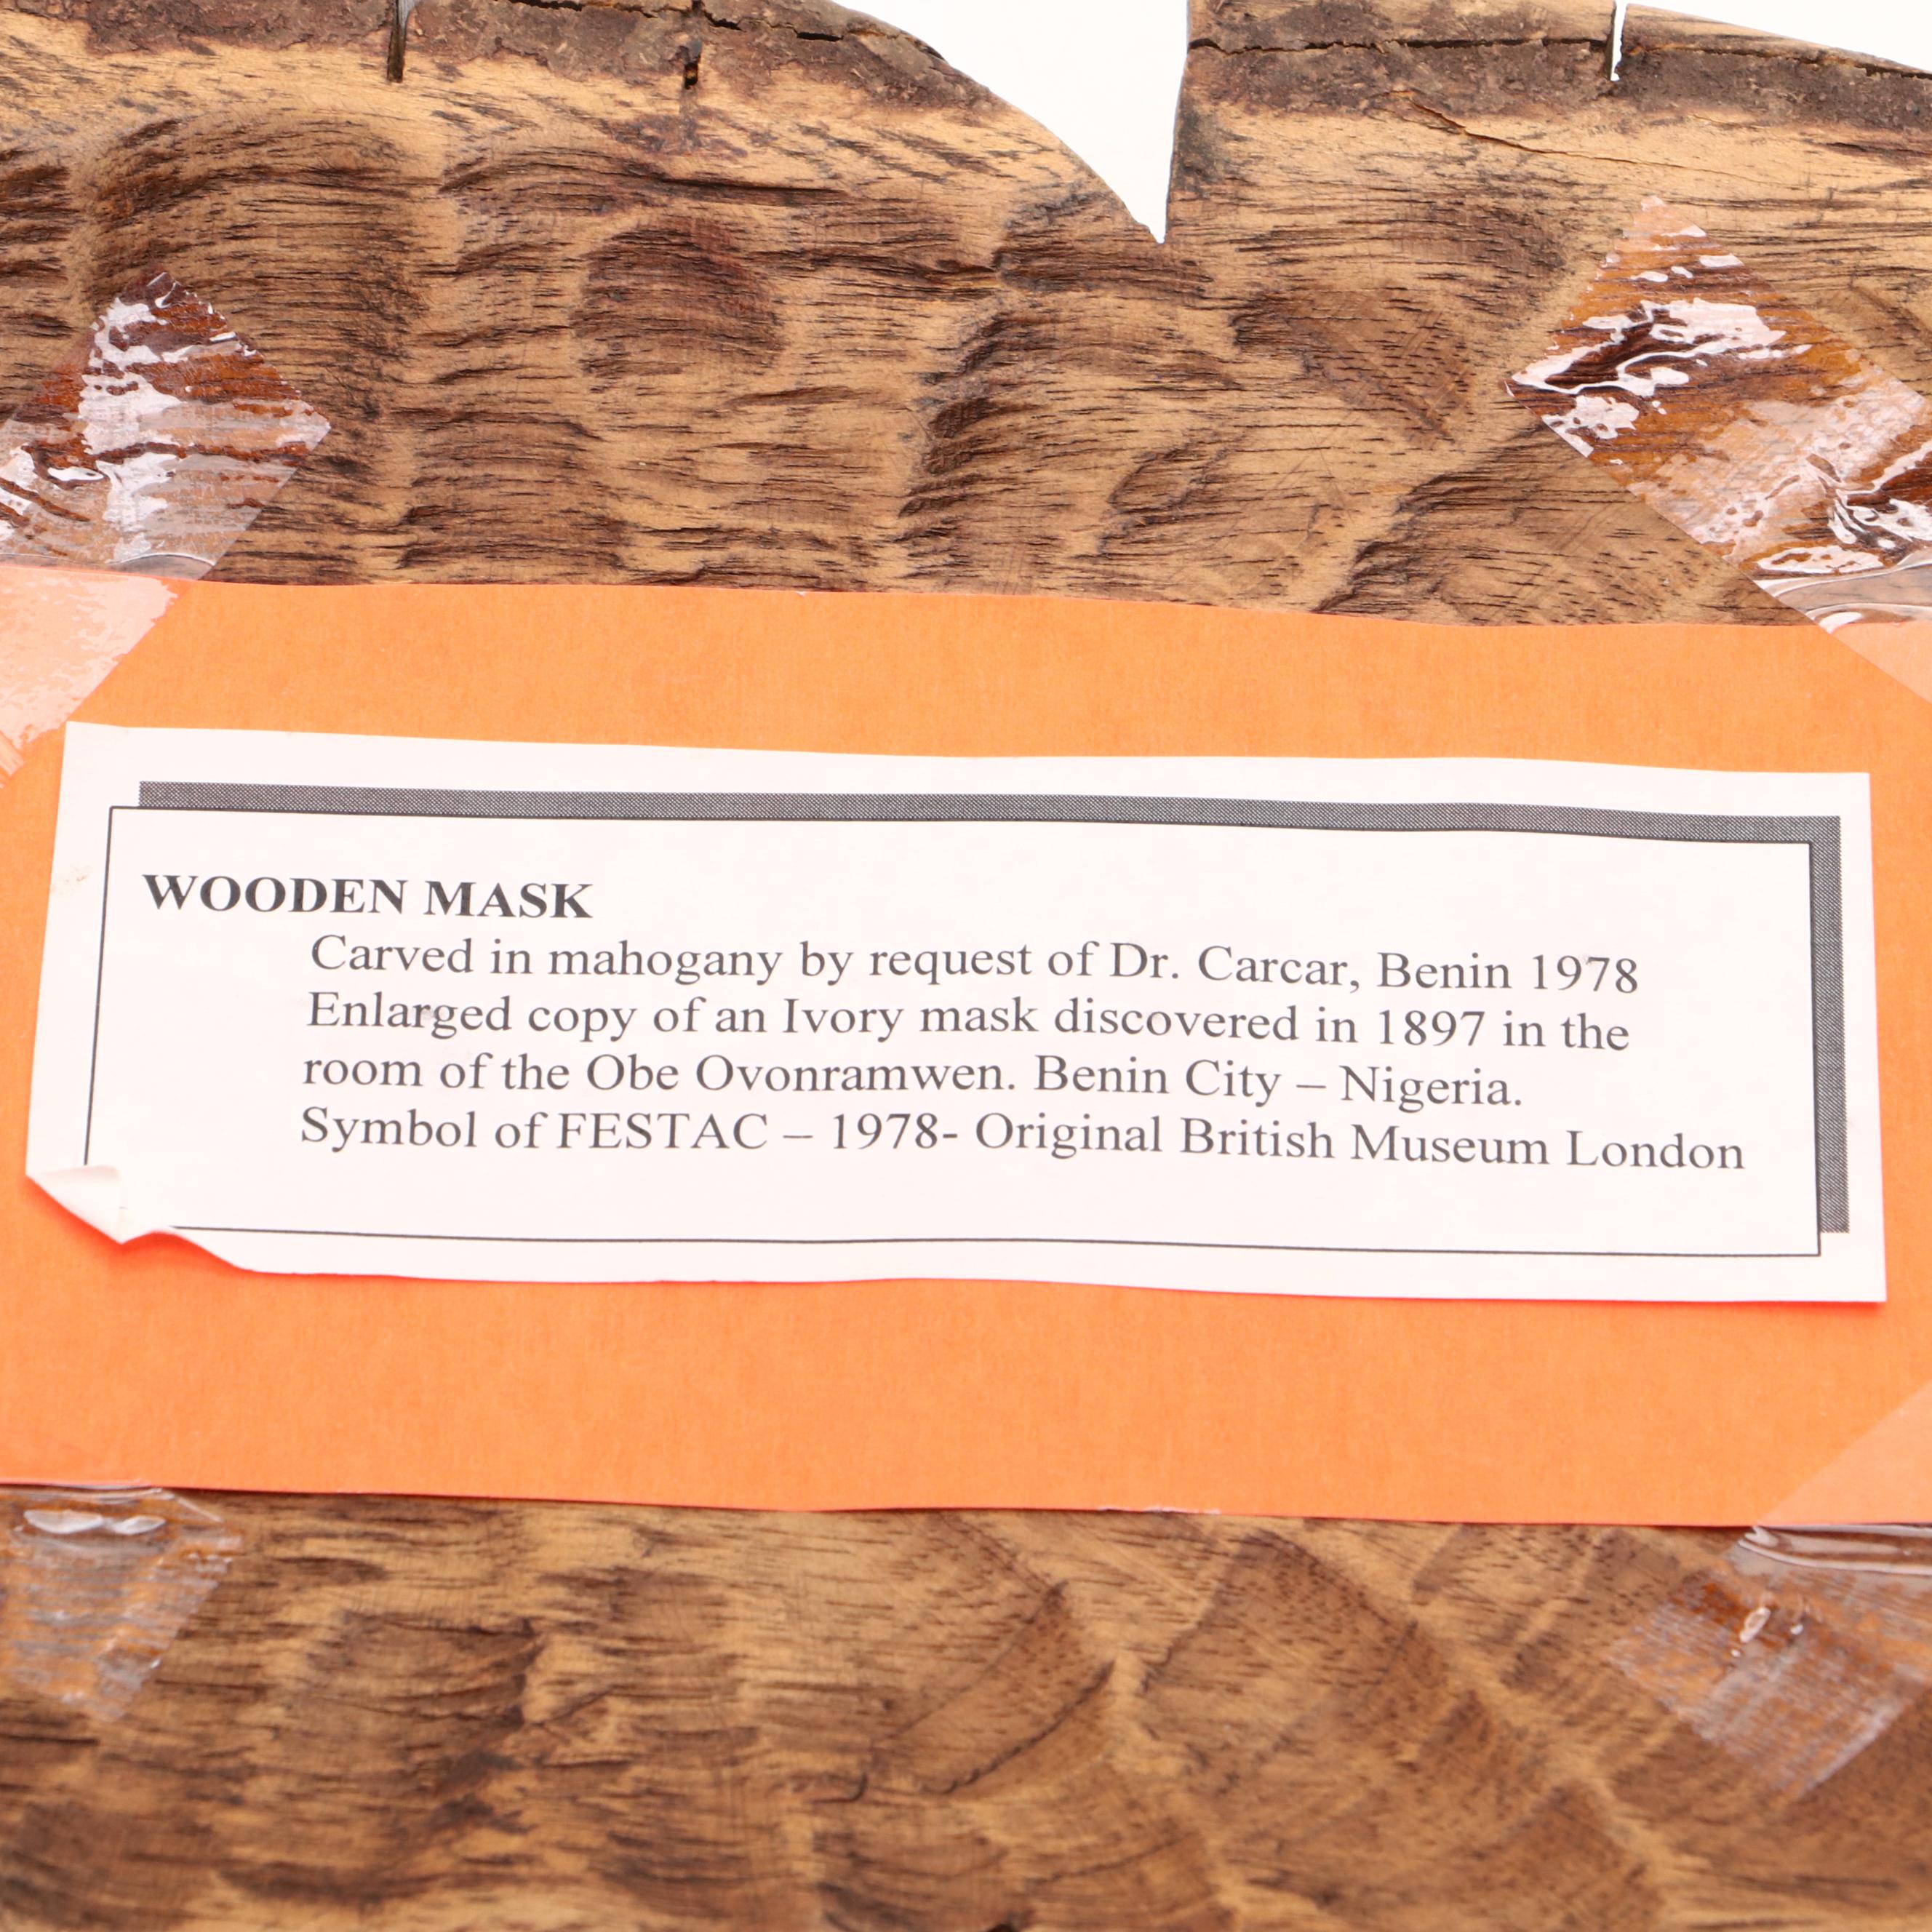 WOODEN MASK
Carved in mahogany by request of Dr. Carcar, Benin 1978
Enlarged copy of an Ivory mask discovered in 1897 in the
room of the Obe Ovonramwen. Benin City – Nigeria.
Symbol of FESTAC – 1978- Original British Museum London